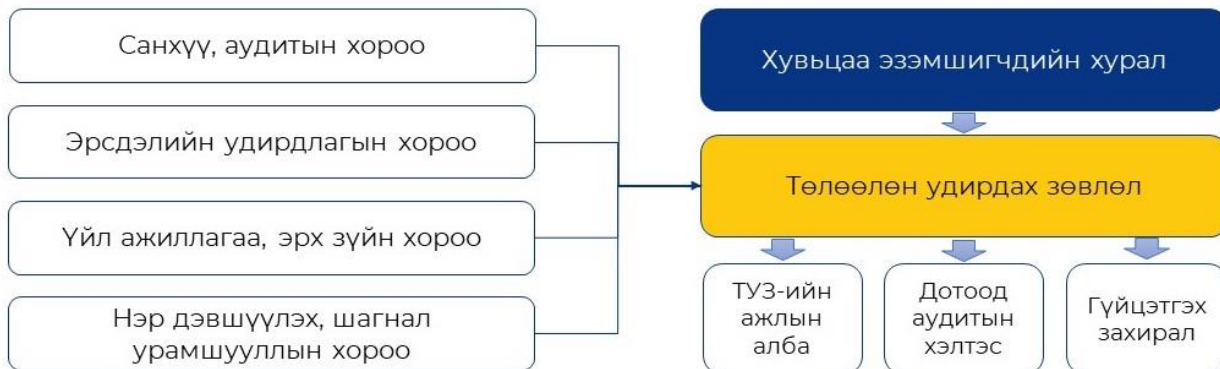 Санхүү, аудитын хороо
Эрсдэлийн удирдлагын хороо
Үйл ажиллагаа, эрх зүйн хороо
Нэр дэвшүүлэх, шагнал
урамшууллын хороо
Хувьцаа эзэмшигчдийн хурал
Төлөөлөн удирдах зөвлөл
ТУЗ-ийн
ажлын
алба
Дотоод
аудитын
хэлтэс
Гүйцэтгэх
захирал